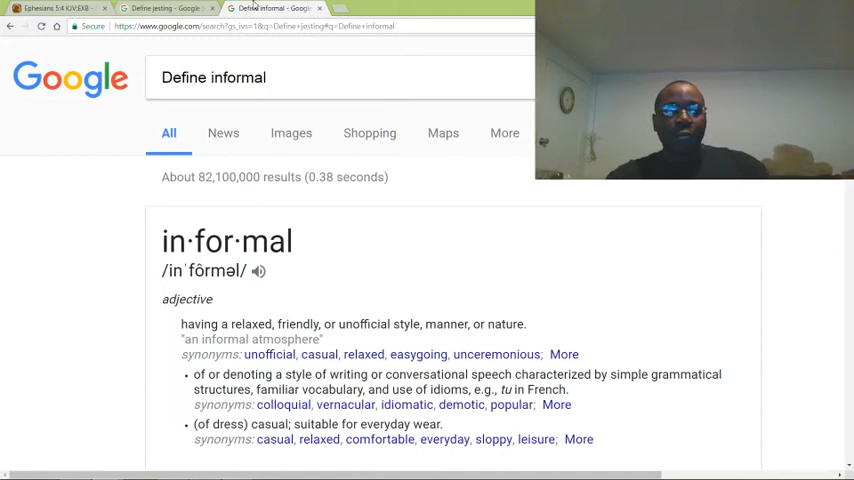 Ephesians 5:4 KJV;EXB -
Define jesting - Google
Define informal - Google
Secure https://www.google.com/search?gs_ivs=1&q=Define+jesting#q=Define+informal
Google
Define informal
All News Images Shopping Maps More
About 82,100,000 results (0.38 seconds)
in·for·mal
/inˈfôrməl/
adjective
having a relaxed, friendly, or unofficial style, manner, or nature.
"an informal atmosphere"
synonyms: unofficial, casual, relaxed, easygoing, unceremonious; More
• of or denoting a style of writing or conversational speech characterized by simple grammatical
structures, familiar vocabulary, and use of idioms, e.g., tu in French.
synonyms: colloquial, vernacular, idiomatic, demotic, popular; More
• (of dress) casual; suitable for everyday wear.
synonyms: casual, relaxed, comfortable, everyday, sloppy, leisure; More